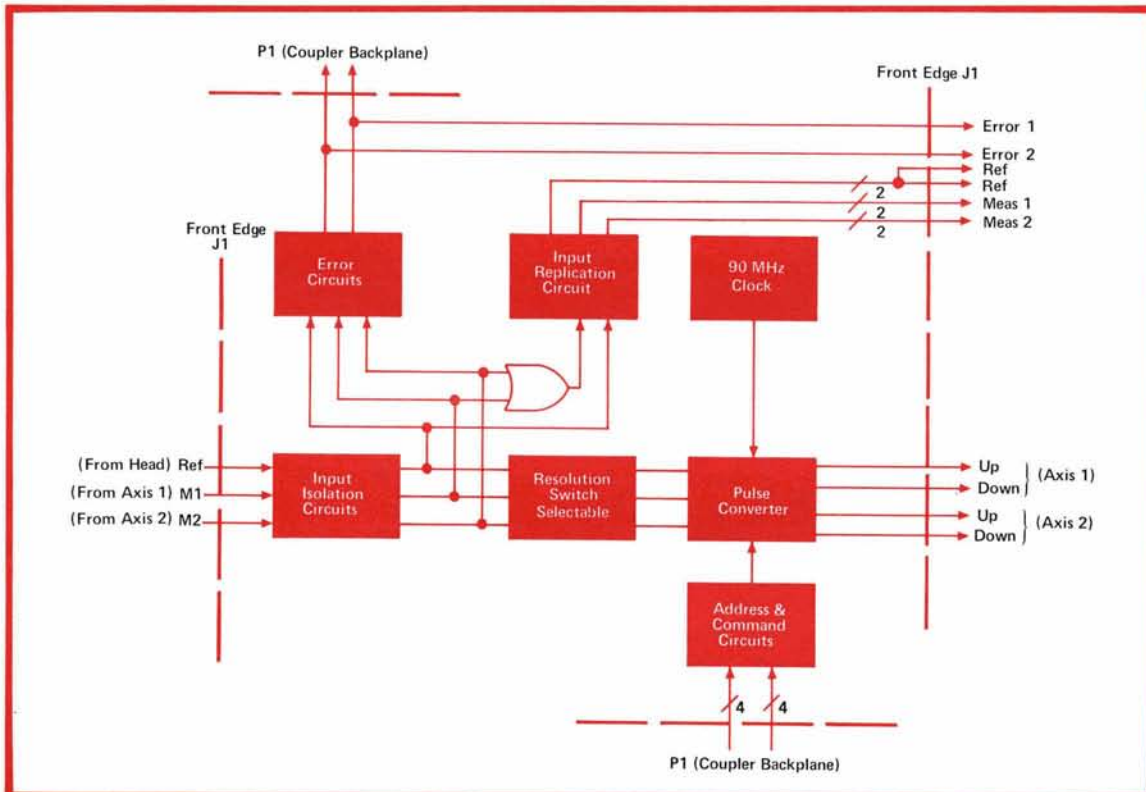 P1 (Coupler Backplane)
Front Edge J1
Error 1
Error 2
Ref
Ref
Meas 1
Meas 2
2
2
2
Front Edge
J1
Error
Circuits
Input
Replication
Circuit
90 MHz
Clock
(From Head) Ref
(From Axis 1) M1
(From Axis 2) M2
Input
Isolation
Circuits
Resolution
Switch
Selectable
Pulse
Converter
Up
Down
(Axis 1)
Up
Down
(Axis 2)
Address &
Command
Circuits
4
4
P1 (Coupler Backplane)